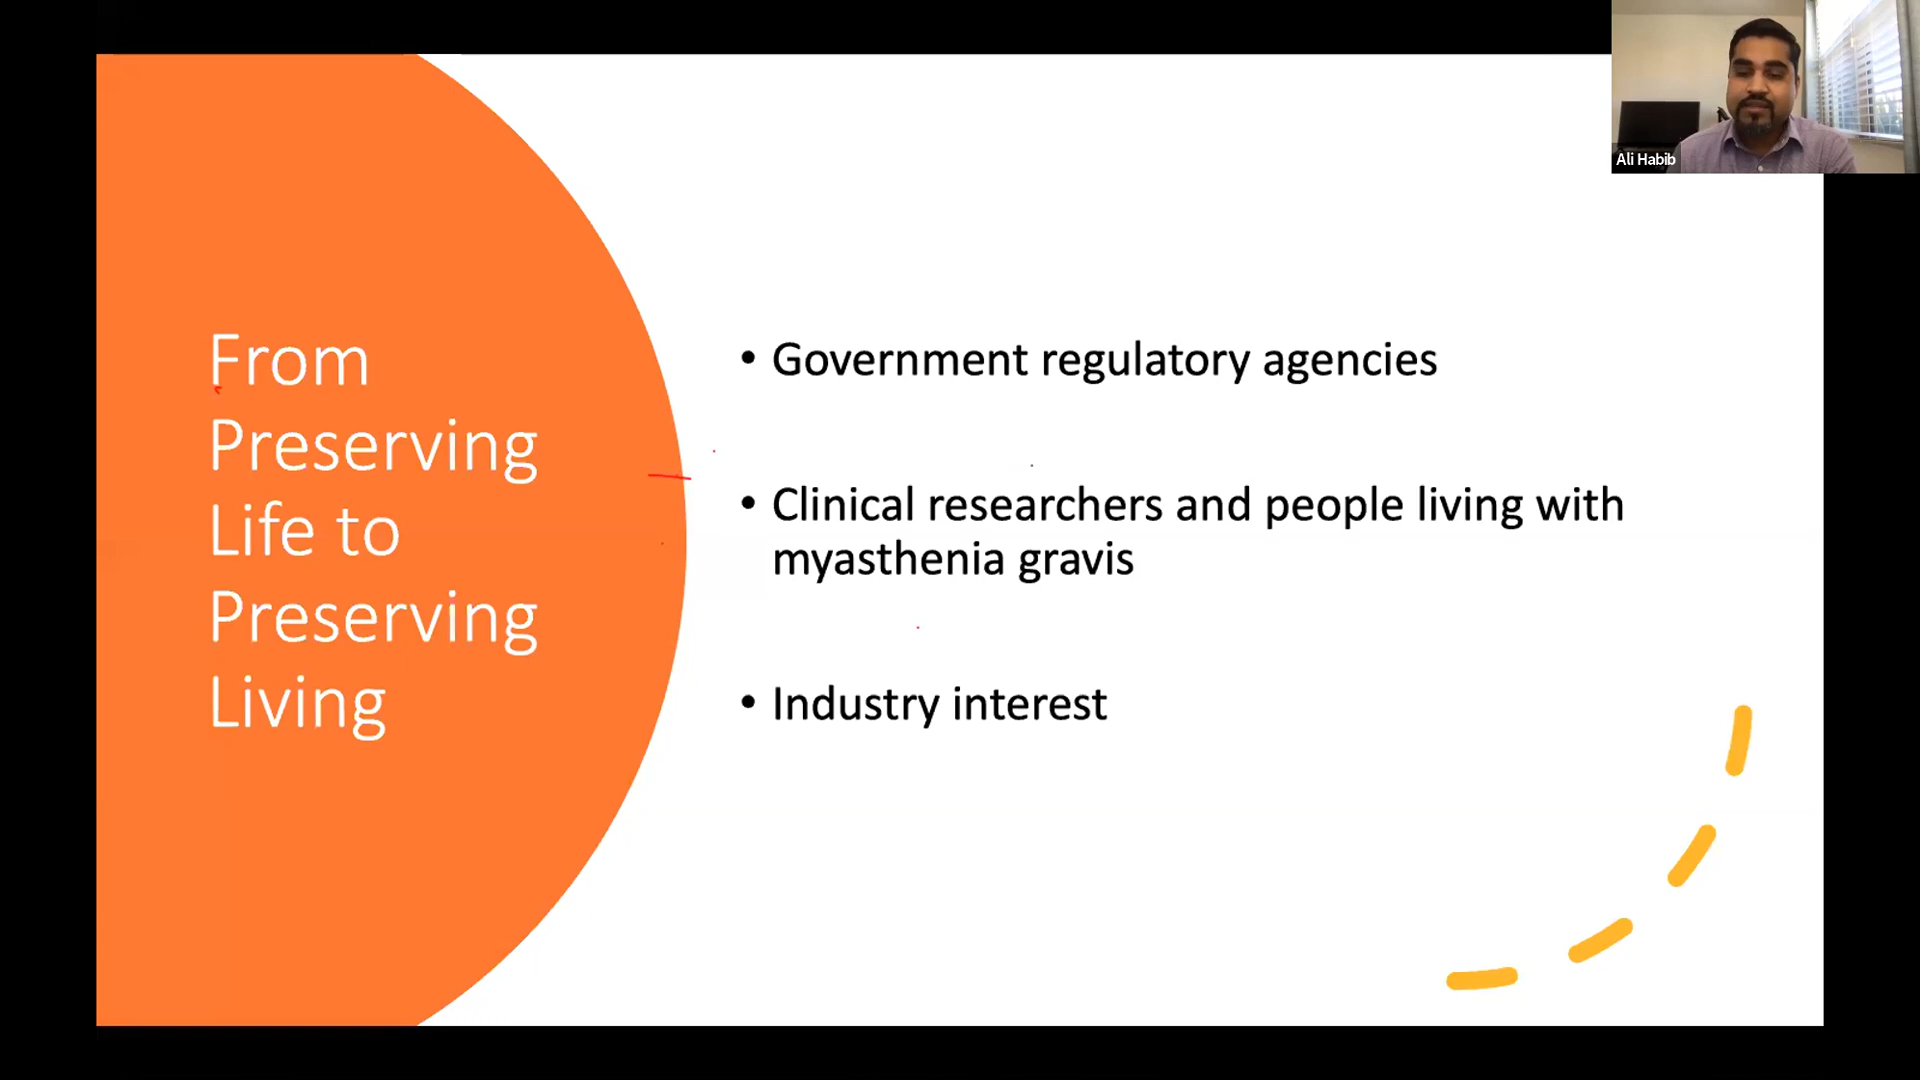 Ali Habib
From
Preserving
Life to
Preserving
Living
• Government regulatory agencies
• Clinical researchers and people living with
myasthenia gravis
• Industry interest